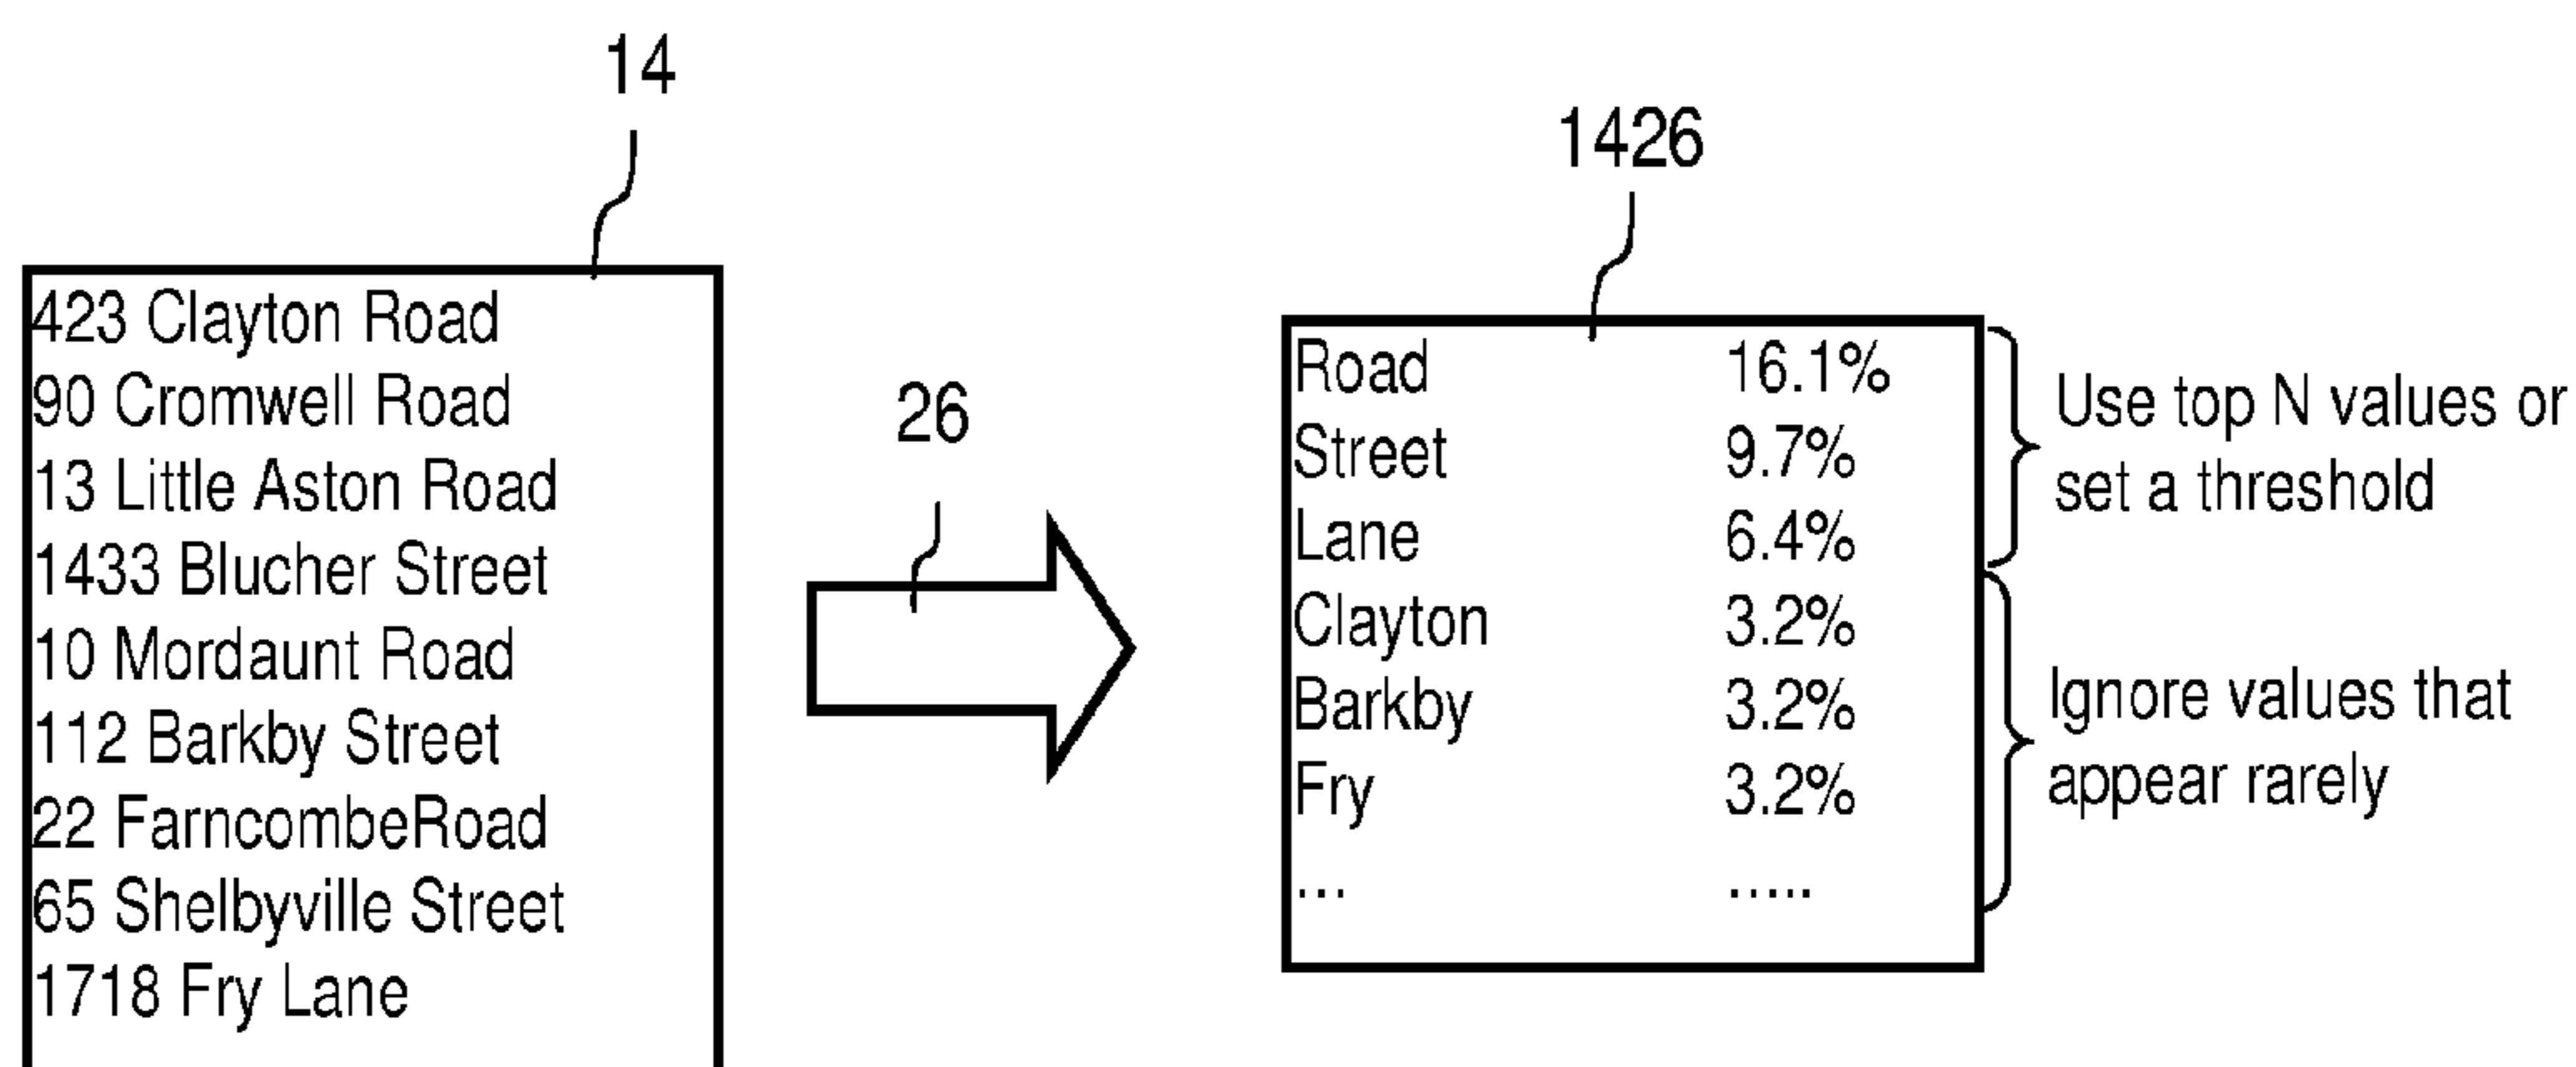 14
423 Clayton Road
90 Cromwell Road
13 Little Aston Road
1433 Blucher Street
10 Mordaunt Road
112 Barkby Street
22 FarncombeRoad
65 Shelbyville Street
1718 Fry Lane
26
1426
Road 16.1%
Street 9.7%
Lane 6.4%
Clayton 3.2%
Barkby 3.2%
Fry 3.2%
... .....
Use top N values or
set a threshold
Ignore values that
appear rarely